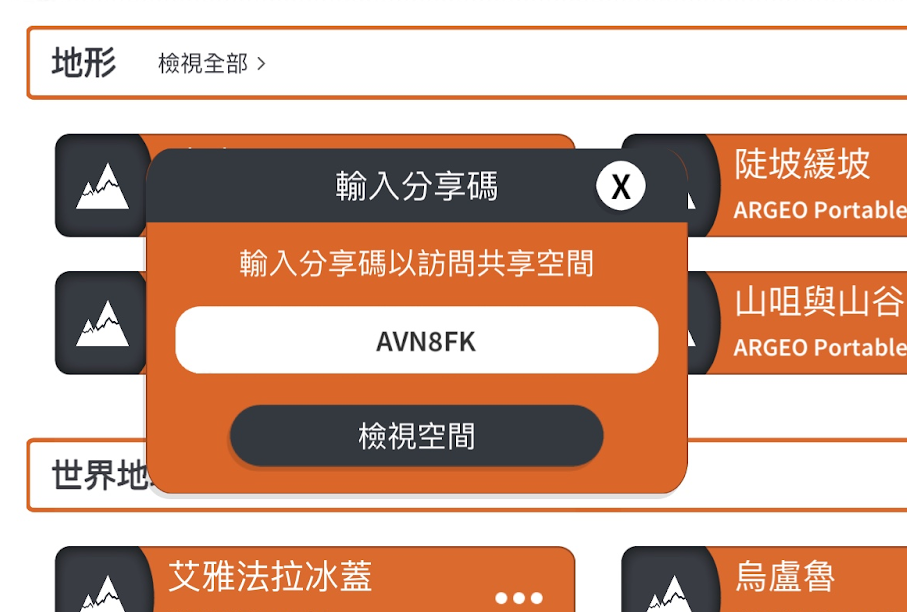 地形 檢視全部 >
輸入分享碼 X
陡坡緩坡
ARGEO Portable
輸入分享碼以訪問共享空間
山咀與山谷
ARGEO Portable
AVN8FK
檢視空間
世界地
艾雅法拉冰蓋
烏盧魯